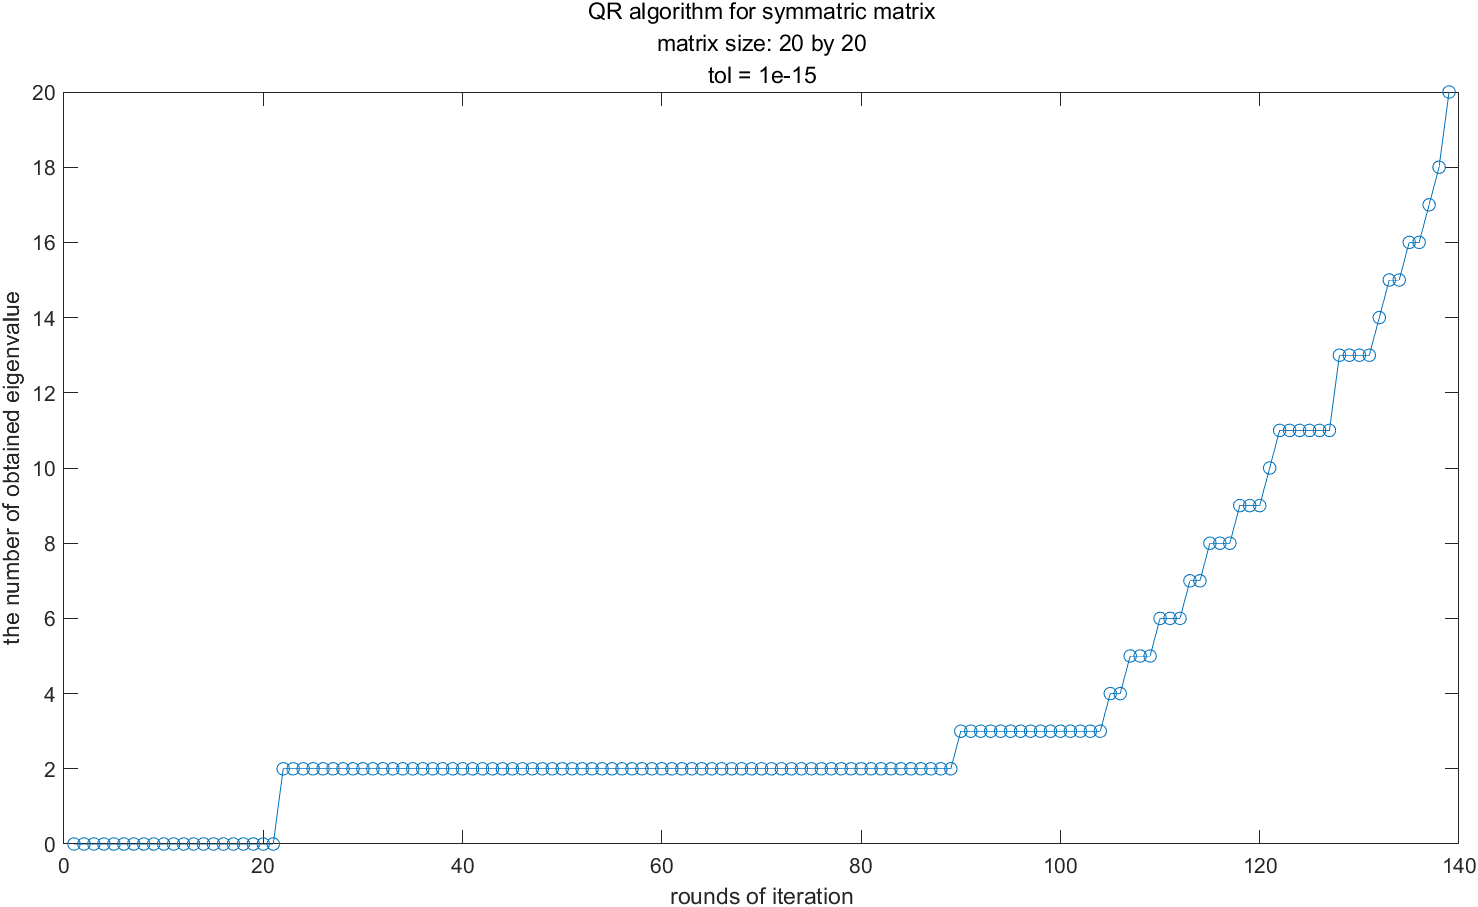 QR algorithm for symmatric matrix
matrix size: 20 by 20
tol = 1e-15
the number of obtained eigenvalue
20
18
16
14
12
10
8
6
4
2
0
0 20 40 60 80 100 120 140
rounds of iteration